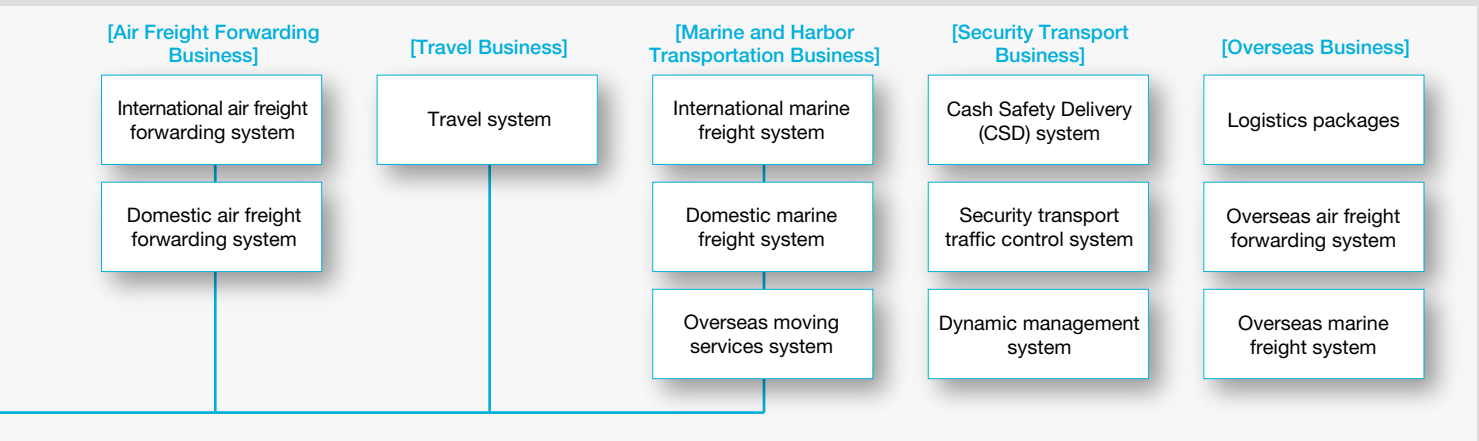 [Air Freight Forwarding
Business]
International air freight
forwarding system
Domestic air freight
forwarding system
[Travel Business]
Travel system
[Marine and Harbor
Transportation Business]
International marine
freight system
Domestic marine
freight system
Overseas moving
services system
[Security Transport
Business]
Cash Safety Delivery
(CSD) system
Security transport
traffic control system
Dynamic management
system
[Overseas Business]
Logistics packages
Overseas air freight
forwarding system
Overseas marine
freight system